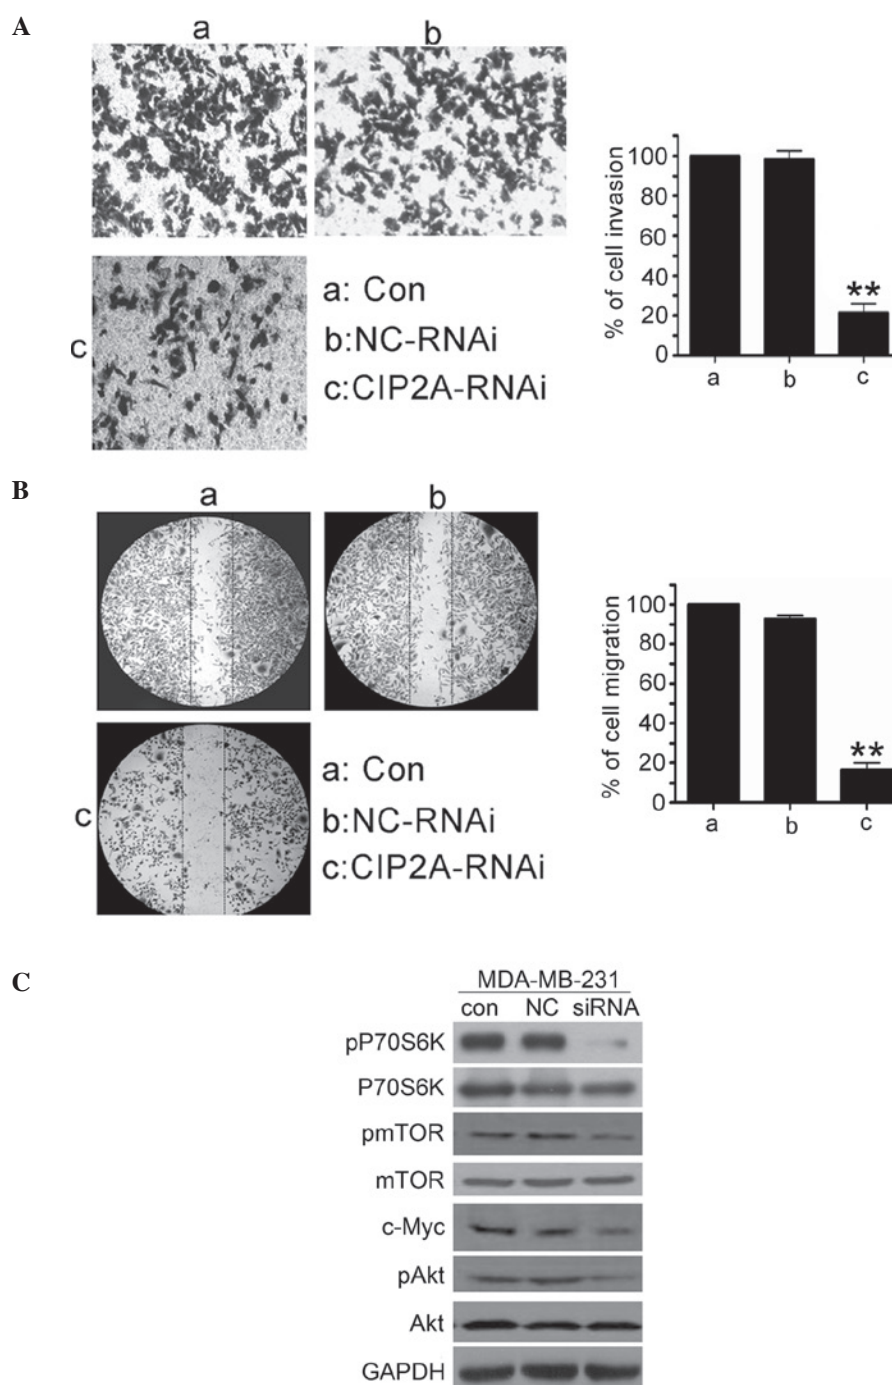 A
a
b
c
a: Con
b:NC-RNAi
c:CIP2A-RNAi
% of cell invasion
100
80
60
40
20
0
**
a
b
c
B
a
b
c
a: Con
b:NC-RNAi
c:CIP2A-RNAi
% of cell migration
100
80
60
40
20
0
**
a
b
c
C
MDA-MB-231
con NC siRNA
pP70S6K
P70S6K
pmTOR
mTOR
c-Myc
pAkt
Akt
GAPDH